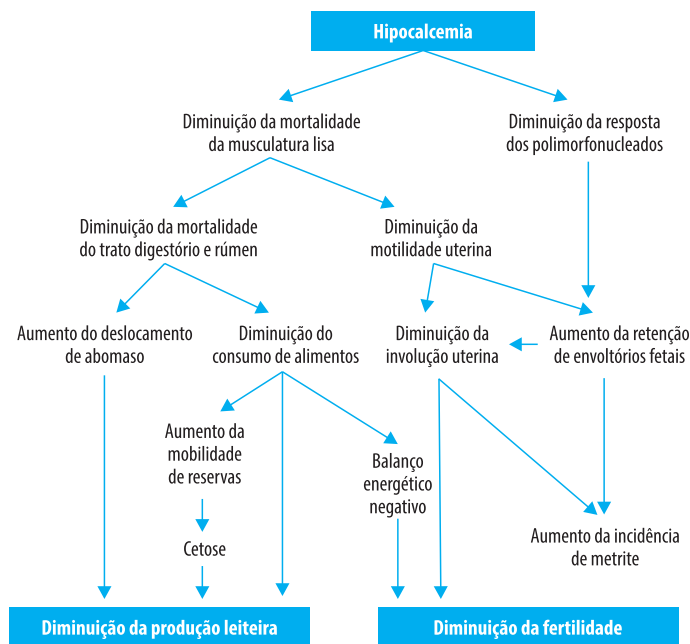 Hipocalcemia
Diminuição da mortalidade
da musculatura lisa
Diminuição da resposta
dos polimorfonucleados
Diminuição da mortalidade
do trato digestório e rúmen
Diminuição da
motilidade uterina
Aumento do deslocamento
de abomaso
Diminuição do
consumo de alimentos
Diminuição da
involução uterina
Aumento da retenção
de envoltórios fetais
Aumento da
mobilidade
de reservas
Balanço
energético
negativo
Cetose
Aumento da incidência
de metrite
Diminuição da produção leiteira
Diminuição da fertilidade